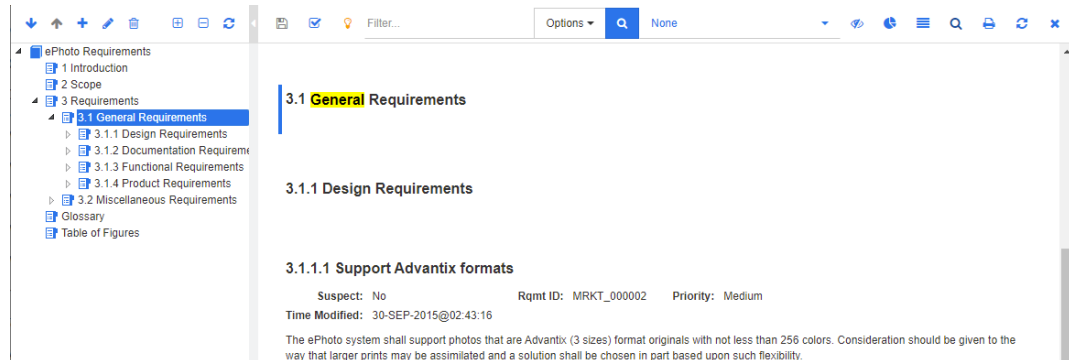 Filter...
Options
None
ePhoto Requirements
1 Introduction
2 Scope
3 Requirements
3.1 General Requirements
3.1.1 Design Requirements
3.1.2 Documentation Requireme
3.1.3 Functional Requirements
3.1.4 Product Requirements
3.2 Miscellaneous Requirements
Glossary
Table of Figures
3.1 General Requirements
3.1.1 Design Requirements
3.1.1.1 Support Advantix formats
Suspect: No Rqmt ID: MRKT_000002 Priority: Medium
Time Modified: 30-SEP-2015@02:43:16
The ePhoto system shall support photos that are Advantix (3 sizes) format originals with not less than 256 colors. Consideration should be given to the
way that larger prints may be assimilated and a solution shall be chosen in part based upon such flexibility.